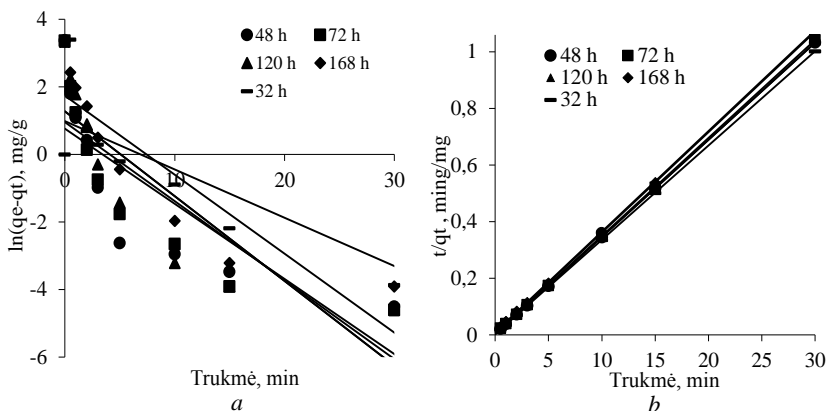 ln(qe-qt), mg/g
4
2
0
-2
-4
-6
0
10
20
30
48 h
72 h
120 h
168 h
32 h
Trukmė, min
a
t/qt , ming/mg
1
0,8
0,6
0,4
0,2
0
0
5
10
15
20
25
30
48 h
72 h
120 h
168 h
32 h
Trukmė, min
b